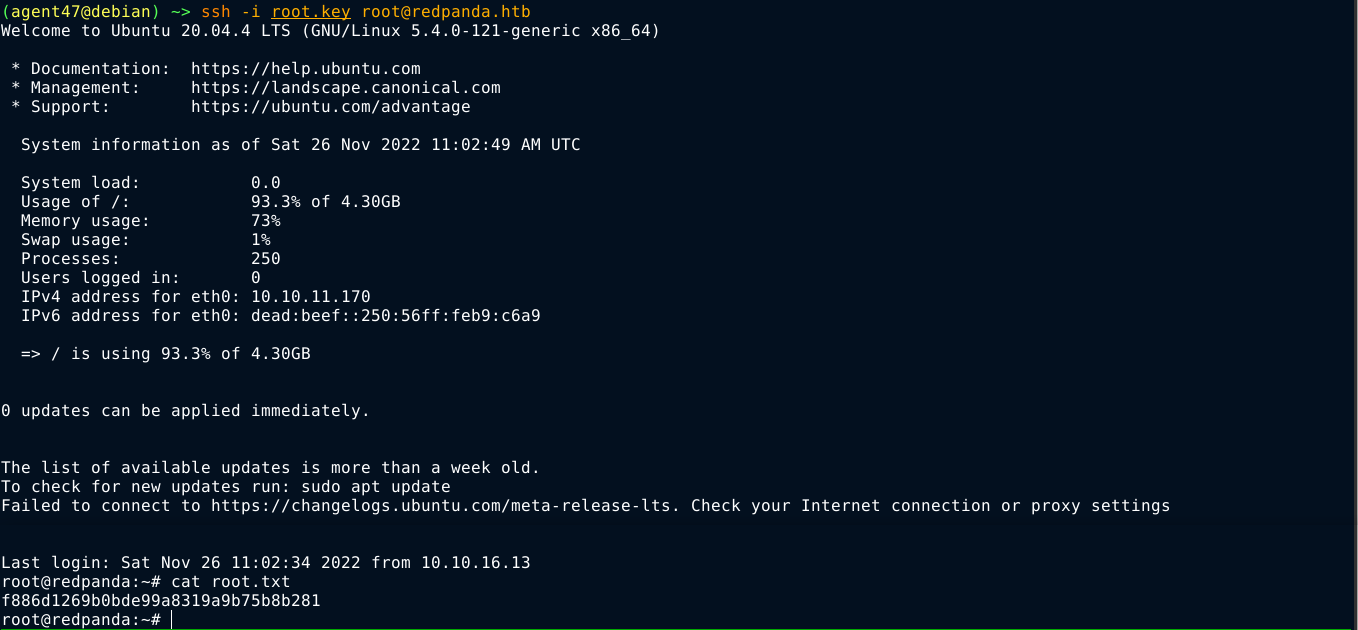 (agent47@debian) ~> ssh -i root.key root@redpanda.htb
Welcome to Ubuntu 20.04.4 LTS (GNU/Linux 5.4.0-121-generic x86_64)
* Documentation:  https://help.ubuntu.com
* Management:     https://landscape.canonical.com
* Support:        https://ubuntu.com/advantage
System information as of Sat 26 Nov 2022 11:02:49 AM UTC
System load:           0.0
Usage of /:            93.3% of 4.30GB
Memory usage:          73%
Swap usage:            1%
Processes:             250
Users logged in:       0
IPv4 address for eth0: 10.10.11.170
IPv6 address for eth0: dead:beef::250:56ff:feb9:c6a9
=> / is using 93.3% of 4.30GB
0 updates can be applied immediately.
The list of available updates is more than a week old.
To check for new updates run: sudo apt update
Failed to connect to https://changelogs.ubuntu.com/meta-release-lts. Check your Internet connection or proxy settings
Last login: Sat Nov 26 11:02:34 2022 from 10.10.16.13
root@redpanda:~# cat root.txt
f886d1269b0bde99a8319a9b75b8b281
root@redpanda:~#